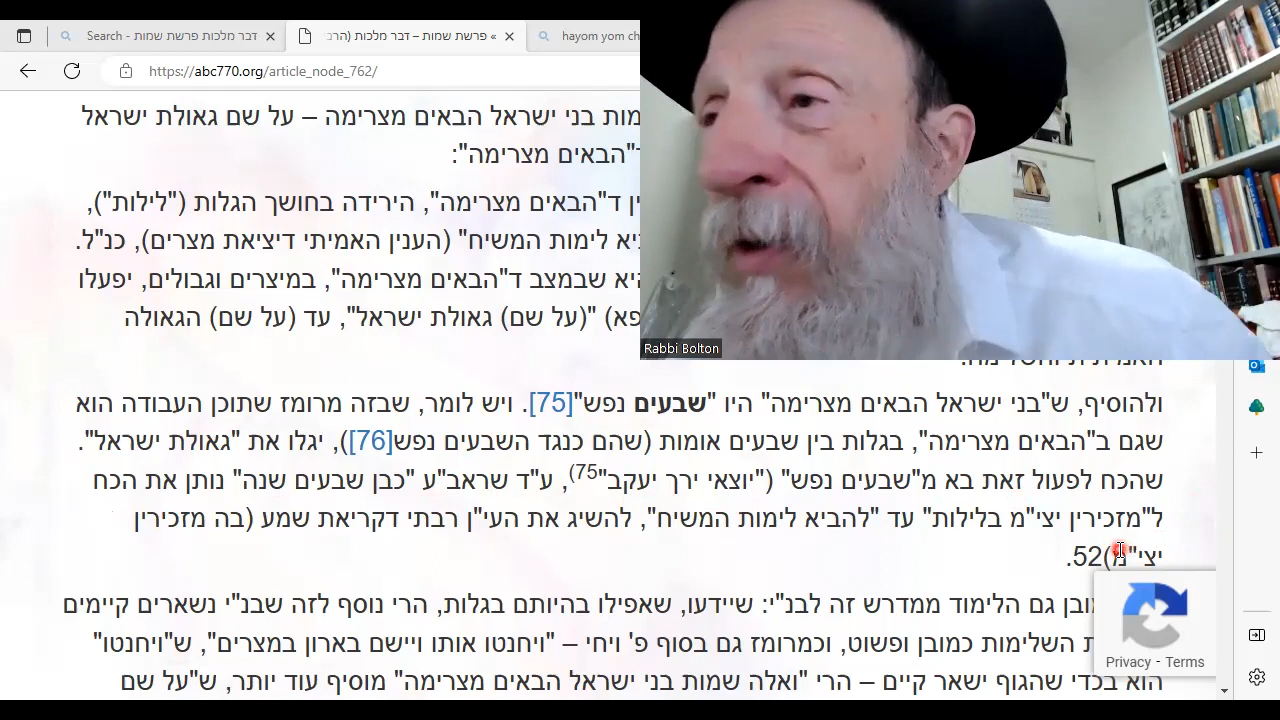 דבר מלכות פרשת שמות - Search
» פרשת שמות – דבר מלכות (הרב
hayom yom ch
https://abc770.org/article_node_762/
מות בני ישראל הבאים מצרימה – על שם גאולת ישראל
ד"הבאים מצרימה":
ין ד"הבאים מצרימה", הירידה בחושך הגלות ("לילות"),
יא לימות המשיח" (הענין האמיתי דיציאת מצרים), כנ"ל.
היא שבמצב ד"הבאים מצרימה", במיצרים וגבולים, יפעלו
פא) "(על שם) גאולת ישראל", עד (על שם) הגאולה
Rabbi Bolton
ולהוסיף, ש"בני ישראל הבאים מצרימה" היו "שבעים נפש"[75]. ויש לומר, שבזה מרומז שתוכן העבודה הוא
שגם ב"הבאים מצרימה", בגלות בין שבעים אומות (שהם כנגד השבעים נפש[76]), יגלו את "גאולת ישראל".
שהכח לפעול זאת בא מ"שבעים נפש" ("יוצאי ירך יעקב"75), ע"ד שראב"ע "כבן שבעים שנה" נותן את הכח
ל"מזכירין יצי"מ בלילות" עד "להביא לימות המשיח", להשיג את העי"ן רבתי דקריאת שמע (בה מזכירין
יצי"מ)52.
מובן גם הלימוד ממדרש זה לבנ"י: שיידעו, שאפילו בהיותם בגלות, הרי נוסף לזה שבנ"י נשארים קיימים
ת השלימות כמובן ופשוט, וכמרומז גם בסוף פ' ויחי – "ויחנטו אותו ויישם בארון במצרים", ש"ויחנטו"
הוא בכדי שהגוף ישאר קיים – הרי "ואלה שמות בני ישראל הבאים מצרימה" מוסיף עוד יותר, ש"על שם
Privacy - Terms